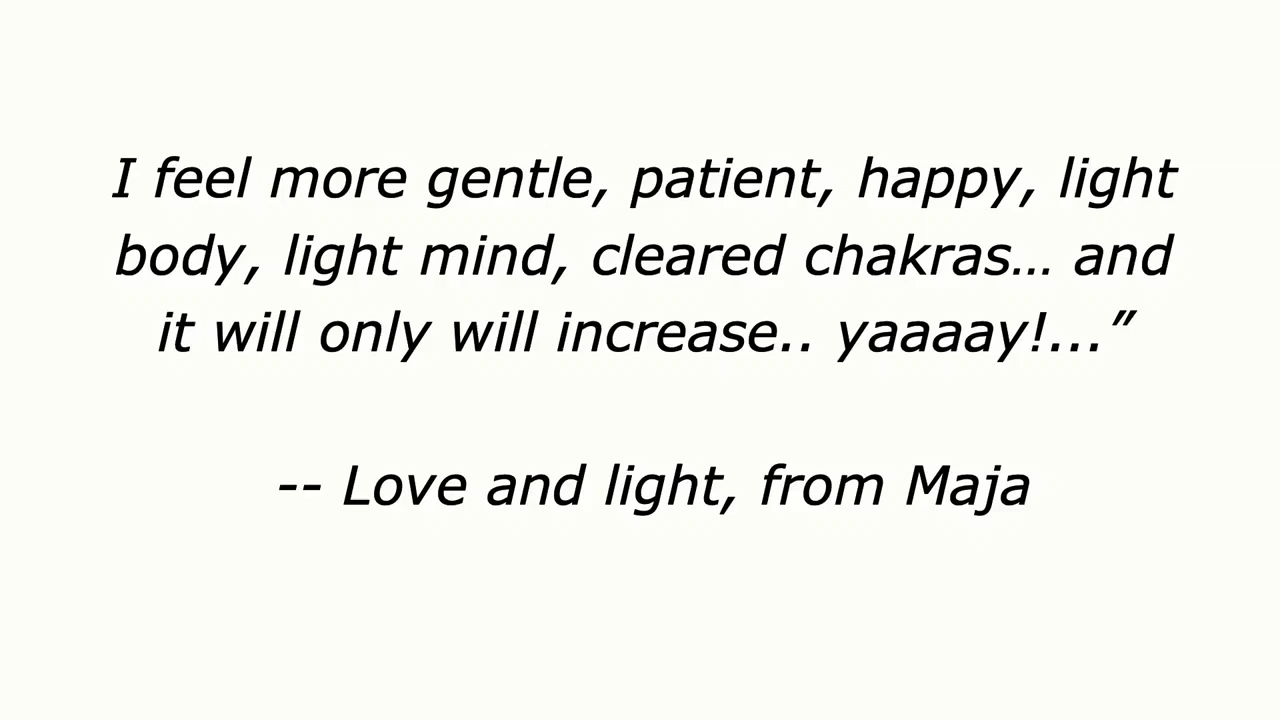 I feel more gentle, patient, happy, light
body, light mind, cleared chakras… and
it will only will increase.. yaaaay!...”
-- Love and light, from Maja